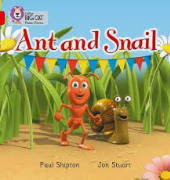 Collins
BIG CAT
Ant and Snail
Paul Shipton Jon Stuart